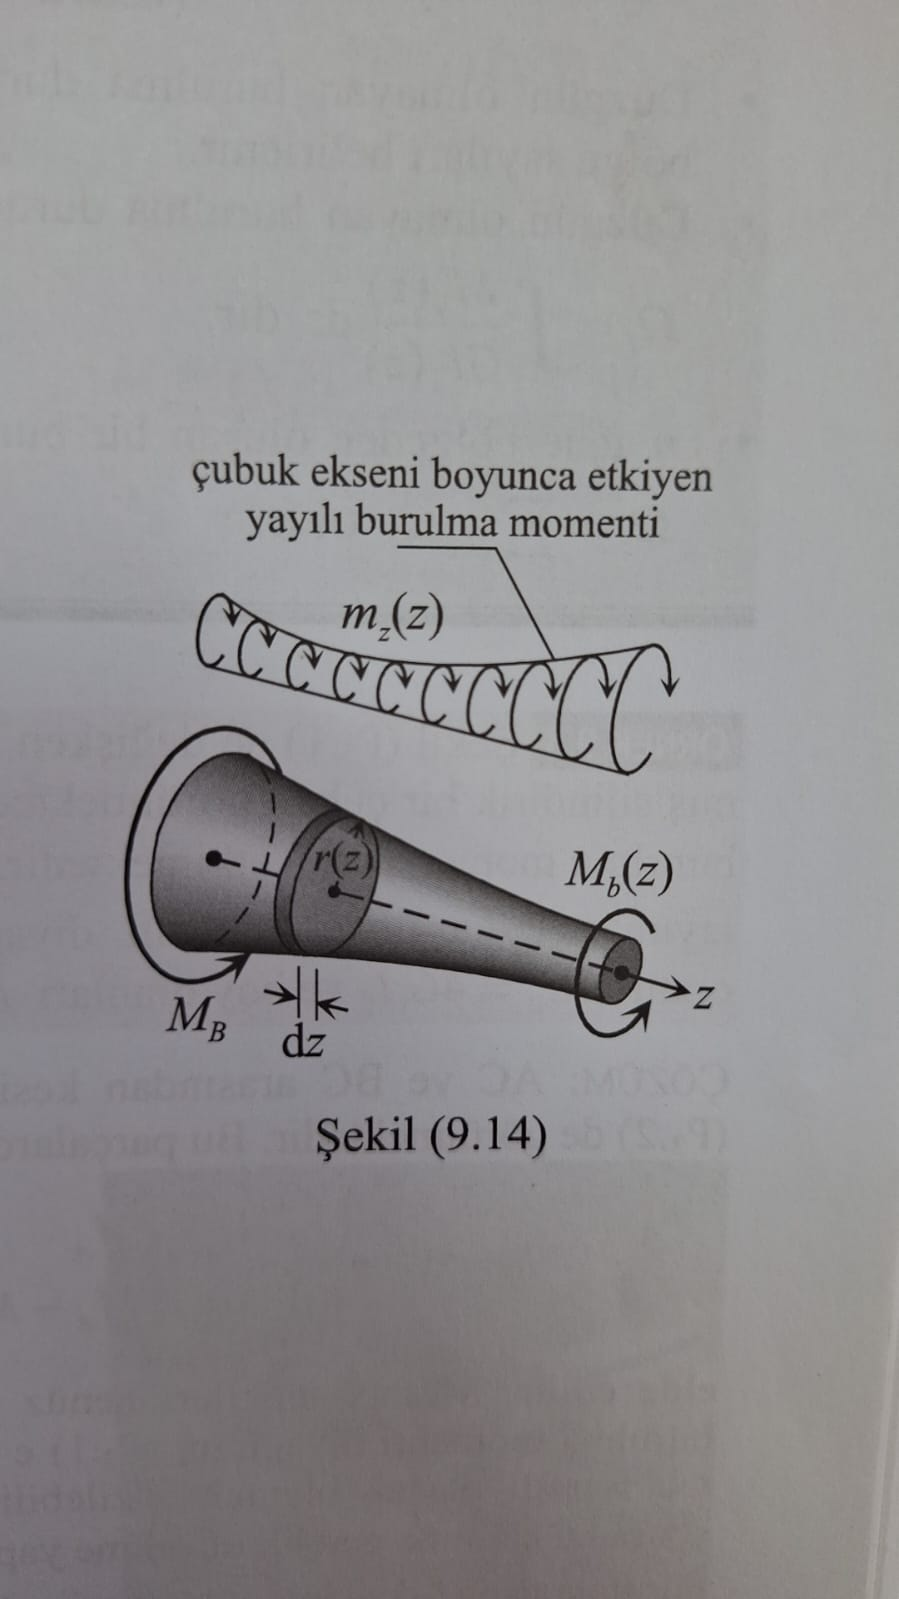 çubuk ekseni boyunca etkiyen
yayılı burulma momenti
m_z(z)
r(z)
M_b(z)
z
M_B
dz
Şekil (9.14)